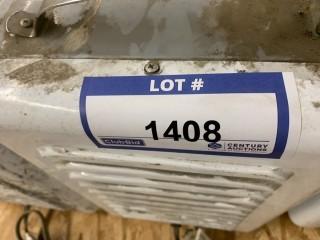 LOT #
1408
ClubBid
CENTURY
AUCTIONS